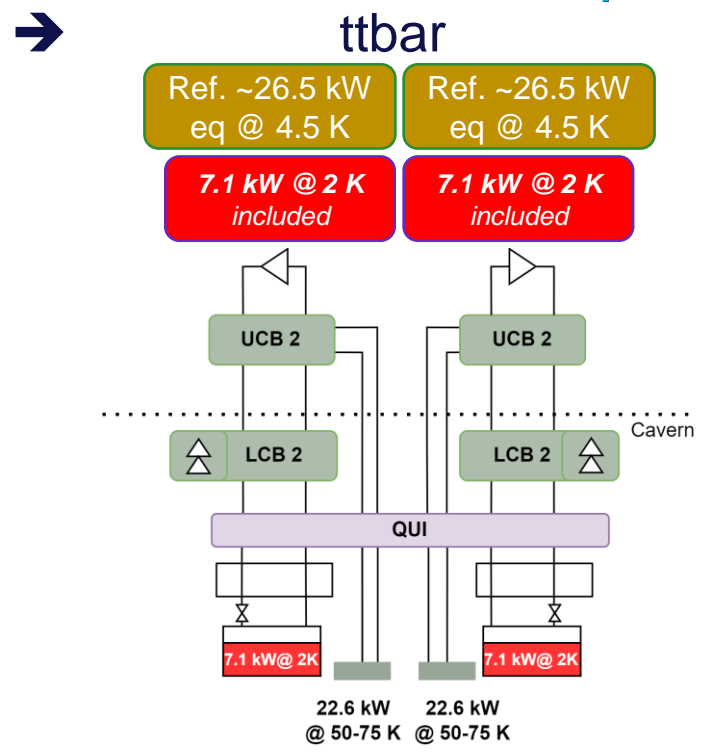 ttbar
Ref. ~26.5 kW
eq @ 4.5 K
Ref. ~26.5 kW
eq @ 4.5 K
7.1 kW @ 2 K
included
7.1 kW @ 2 K
included
UCB 2
UCB 2
Cavern
LCB 2
LCB 2
QUI
7.1 kW@ 2K
7.1 kW@ 2K
22.6 kW
@ 50-75 K
22.6 kW
@ 50-75 K